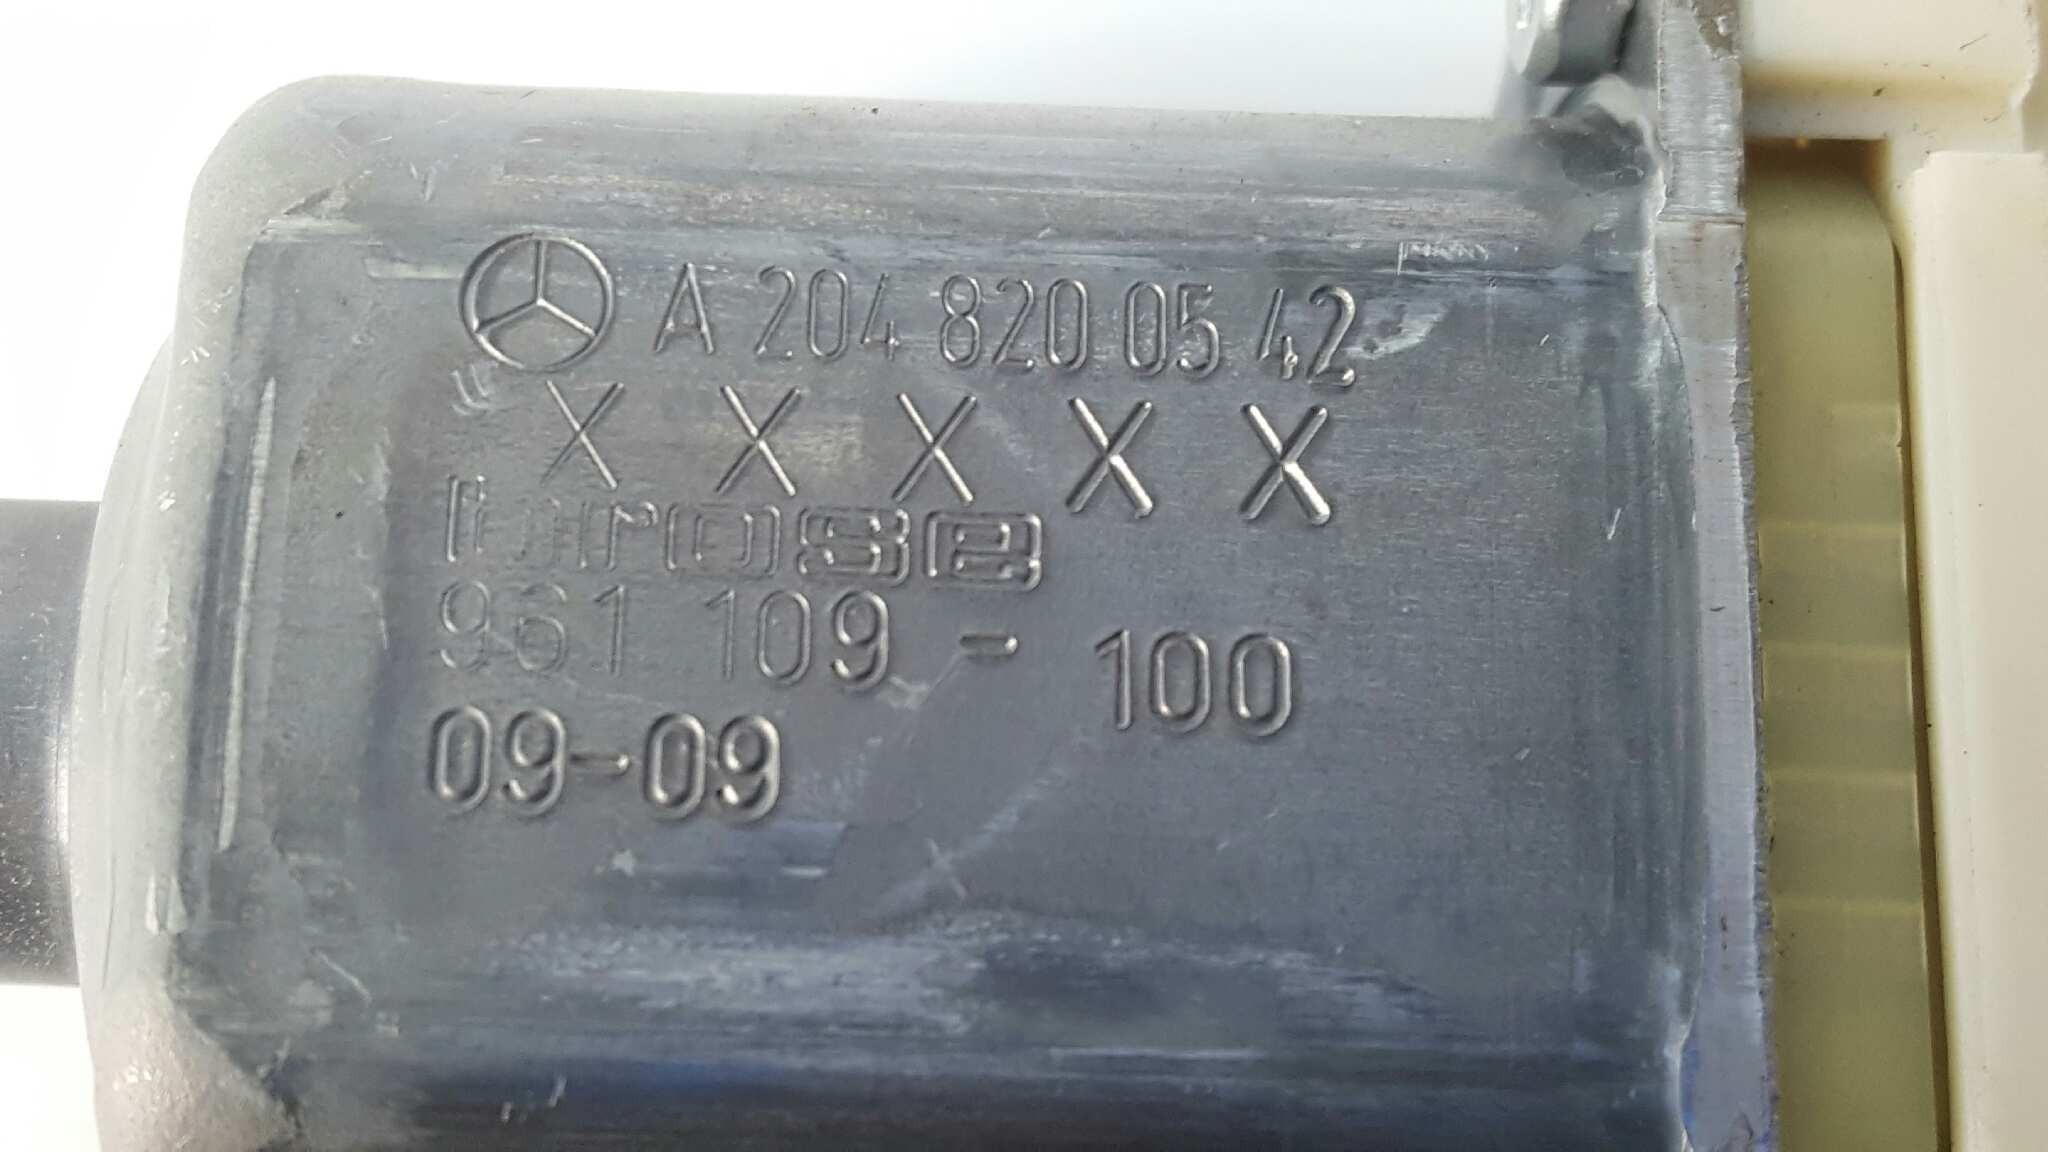 A 204 820 05 42
X X X X X
brose
961 109 - 100
09-09